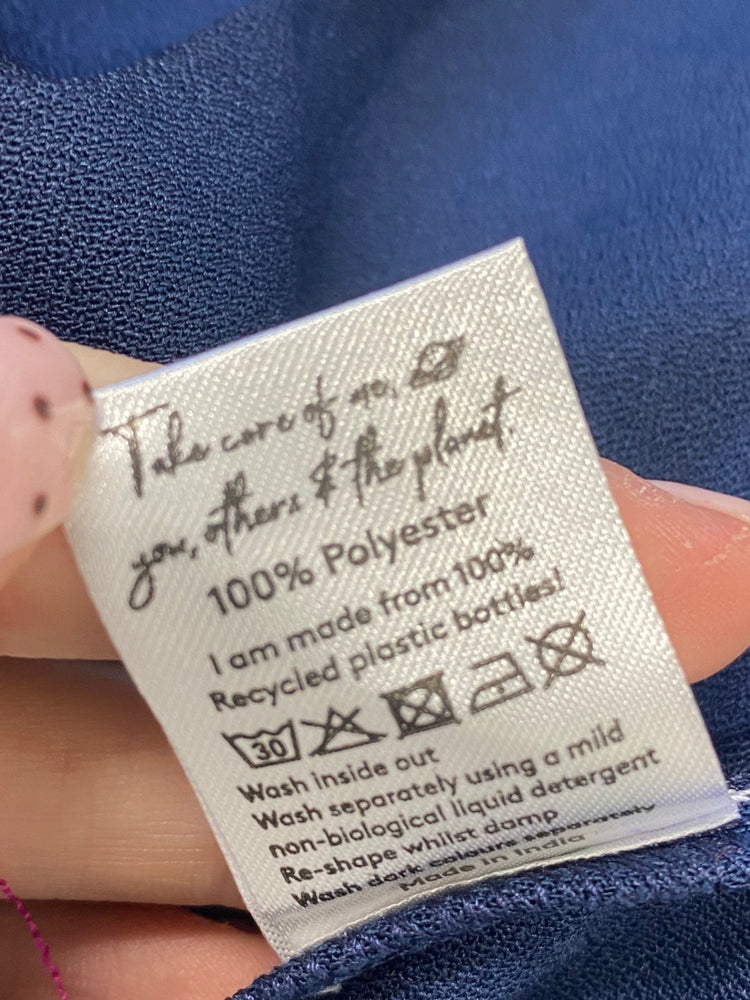 Take care of me,
you, others & the planet.
100% Polyester
I am made from 100%
Recycled plastic bottles!
30
Wash inside out
Wash separately using a mild
non-biological liquid detergent
Re-shape whilst damp
Wash dark colours separately
Made in India